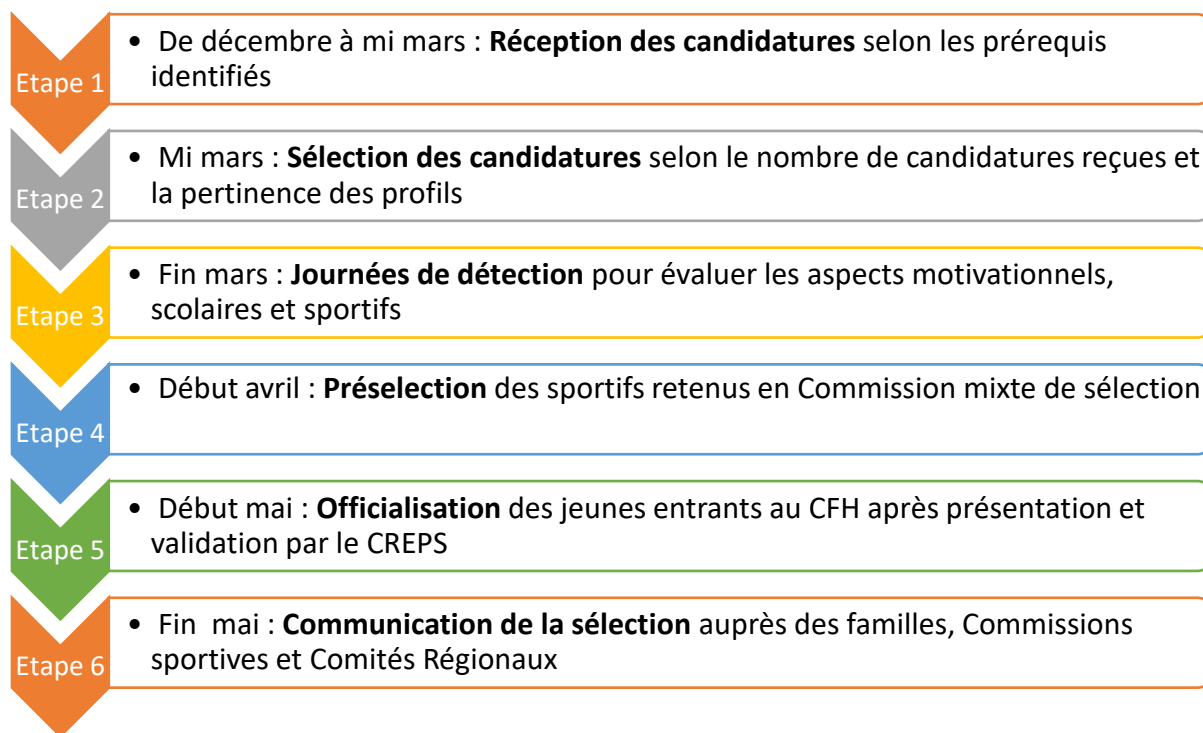 Etape 1
• De décembre à mi mars : Réception des candidatures selon les prérequis
identifiés
Etape 2
• Mi mars : Sélection des candidatures selon le nombre de candidatures reçues et
la pertinence des profils
Etape 3
• Fin mars : Journées de détection pour évaluer les aspects motivationnels,
scolaires et sportifs
Etape 4
• Début avril : Préselection des sportifs retenus en Commission mixte de sélection
Etape 5
• Début mai : Officialisation des jeunes entrants au CFH après présentation et
validation par le CREPS
Etape 6
• Fin mai : Communication de la sélection auprès des familles, Commissions
sportives et Comités Régionaux